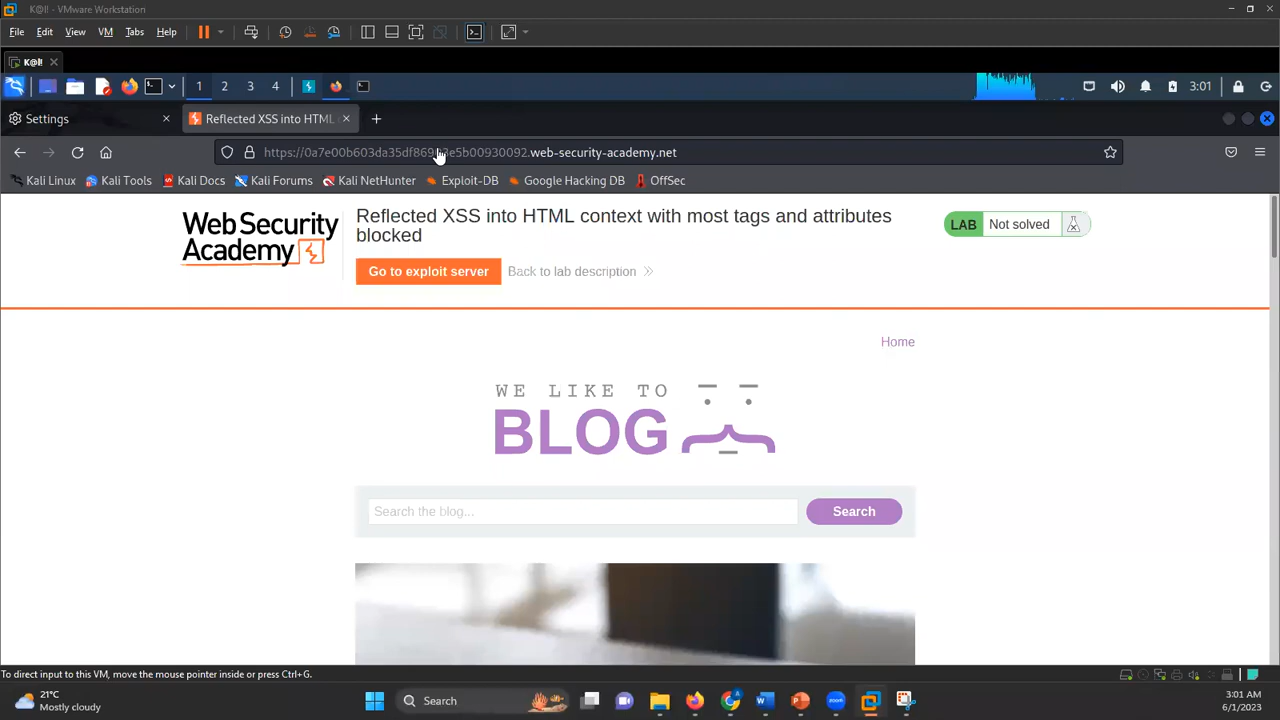 K@l! - VMware Workstation
File Edit View VM Tabs Help
K@l!
1 2 3 4 3:01
Settings Reflected XSS into HTML
.web-security-academy.net
Kali Linux Kali Tools Kali Docs Kali Forums Kali NetHunter Exploit-DB Google Hacking DB OffSec
Web Security
Academy
Reflected XSS into HTML context with most tags and attributes
blocked
LAB Not solved
Go to exploit server Back to lab description
Home
WE LIKE TO
BLOG
Search the blog... Search
To direct input to this VM, move the mouse pointer inside or press Ctrl+G.
21°C
Mostly cloudy
Search
3:01 AM
6/1/2023